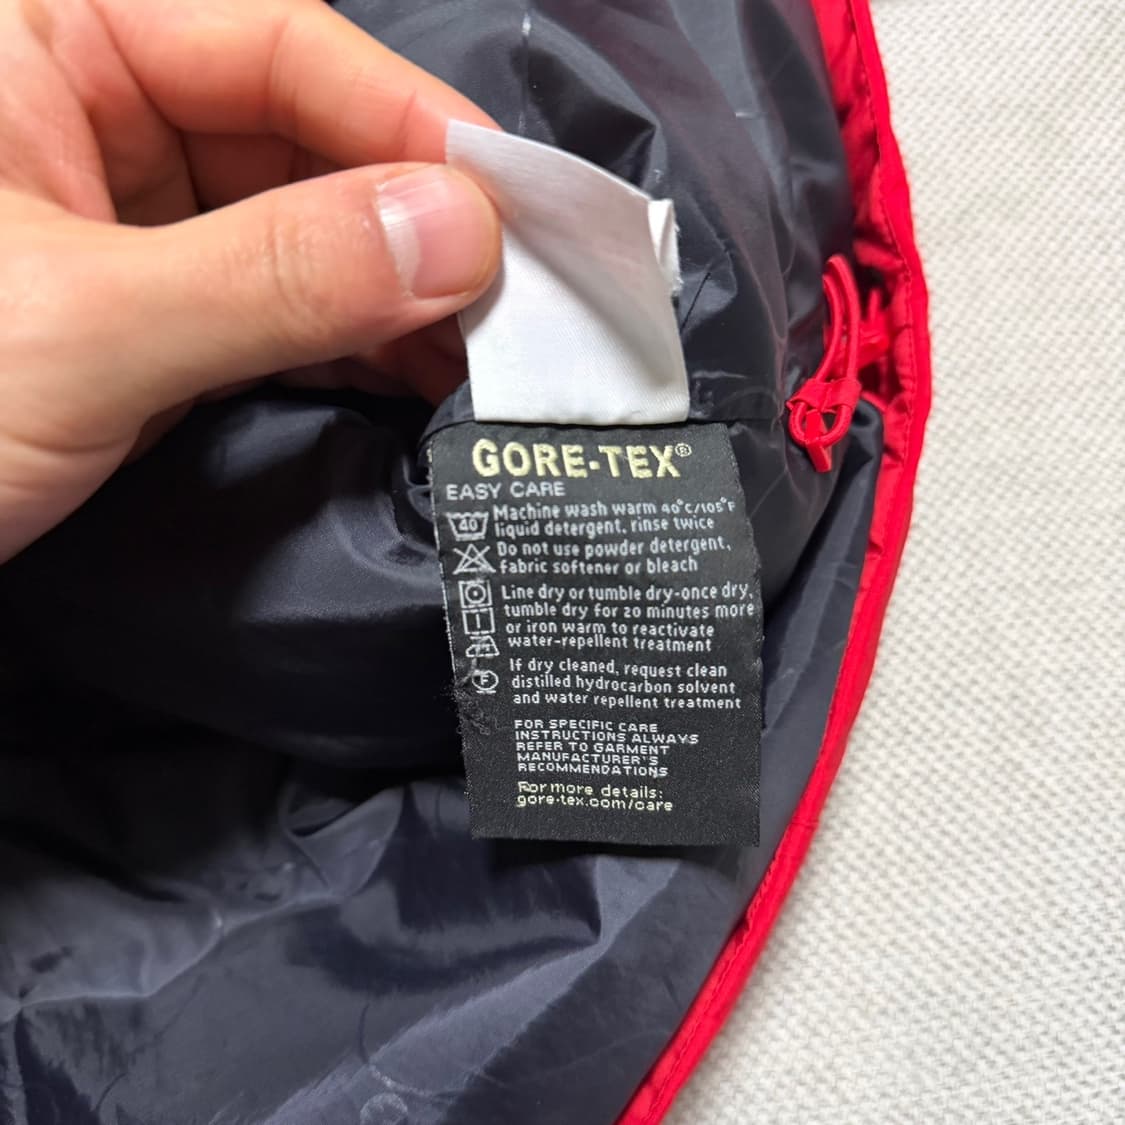 GORE-TEX®
EASY CARE
40
Machine wash warm 40°C/105°F
liquid detergent, rinse twice
Do not use powder detergent,
fabric softener or bleach
Line dry or tumble dry-once dry,
tumble dry for 20 minutes more
or iron warm to reactivate
water-repellent treatment
F
If dry cleaned, request clean
distilled hydrocarbon solvent
and water repellent treatment
FOR SPECIFIC CARE
INSTRUCTIONS ALWAYS
REFER TO GARMENT
MANUFACTURER'S
RECOMMENDATIONS
For more details:
gore-tex.com/care